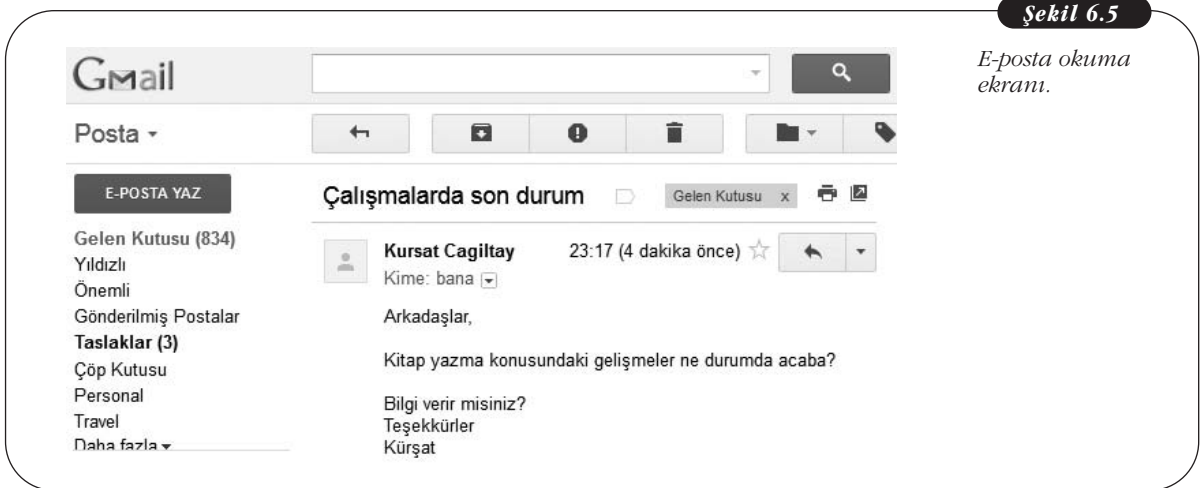 Şekil 6.5
E-posta okuma
ekranı.
Gmail
Posta
E-POSTA YAZ
Gelen Kutusu (834)
Yıldızlı
Önemli
Gönderilmiş Postalar
Taslaklar (3)
Çöp Kutusu
Personal
Travel
Daha fazla
Çalışmalarda son durum Gelen Kutusu x
Kursat Cagiltay 23:17 (4 dakika önce)
Kime: bana
Arkadaşlar,
Kitap yazma konusundaki gelişmeler ne durumda acaba?
Bilgi verir misiniz?
Teşekkürler
Kürşat